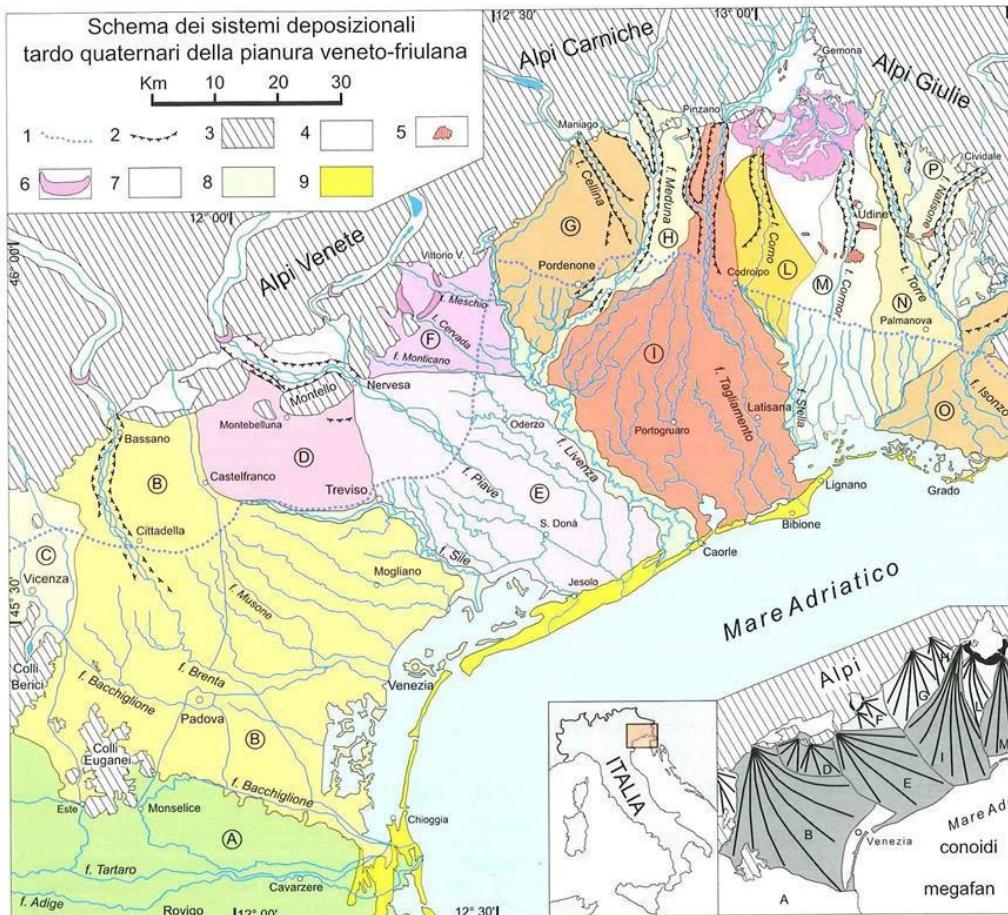 Schema dei sistemi deposizionali
tardo quaternari della pianura veneto-friulana
Km 10 20 30
1 2 3 4 5
6 7 8 9
12° 30'
13° 00'
12° 00'
46° 00'
45° 30'
12° 00'
12° 30'
Alpi Carniche
Alpi Giulie
Alpi Venete
Gemona
Pinzano
Maniago
Cividale
t. Cellina
f. Meduna
t. Corno
Udine
f. Natisone
P
G
H
L
M
N
Pordenone
Codroipo
t. Cormor
t. Torre
Palmanova
Vittorio V.
f. Meschio
t. Cervada
F
f. Monticano
Montello
Nervesa
I
f. Tagliamento
f. Stella
O
f. Isonzo
Bassano
Montebelluna
Oderzo
f. Livenza
Portogruaro
Latisana
B
D
Castelfranco
Treviso
f. Piave
E
Lignano
Grado
Cittadella
S. Donà
Bibione
C
Vicenza
f. Sile
Caorle
Mogliano
Jesolo
f. Musone
Mare Adriatico
Colli
Berici
f. Brenta
Venezia
f. Bacchiglione
Padova
B
Colli
Euganei
f. Bacchiglione
Este
Monselice
Chioggia
A
f. Tartaro
Cavarzere
f. Adige
Rovigo
ITALIA
Alpi
G
H
F
L
D
I
M
E
B
Venezia
Mare Ad
conoidi
A
megafan